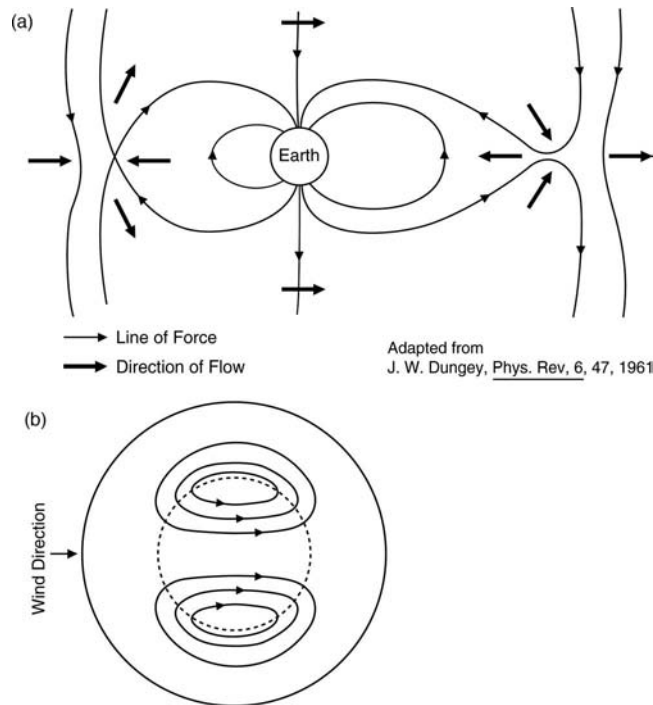 (a)
Earth
Line of Force
Direction of Flow
Adapted from
J. W. Dungey, Phys. Rev, 6, 47, 1961
(b)
Wind Direction